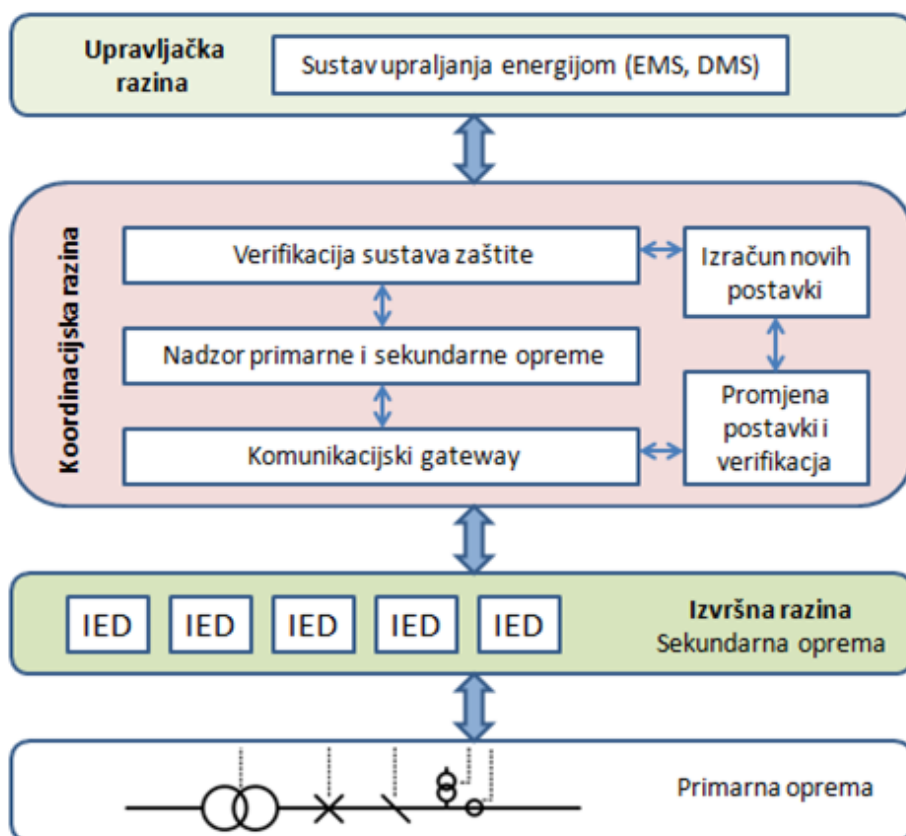 Upravljačka
razina
Sustav upraljanja energijom (EMS, DMS)
Koordinacijska razina
Verifikacija sustava zaštite
Izračun novih
postavki
Nadzor primarne i sekundarne opreme
Promjena
postavki i
verifikacja
Komunikacijski gateway
IED IED IED IED IED
Izvršna razina
Sekundarna oprema
Primarna oprema